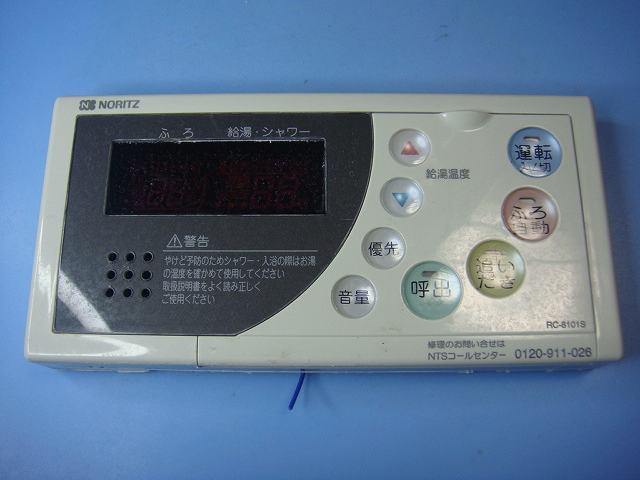 NORITZ
ふろ 給湯・シャワー
給湯温度
運転
入/切
ふろ
自動
追い
だき
呼出
優先
音量
⚠警告
やけど予防のためシャワー・入浴の際はお湯
の温度を確かめて使用してください
取扱説明書をよく読み正しく
ご使用ください
RC-8101S
修理のお問い合せは
NTSコールセンター 0120-911-026